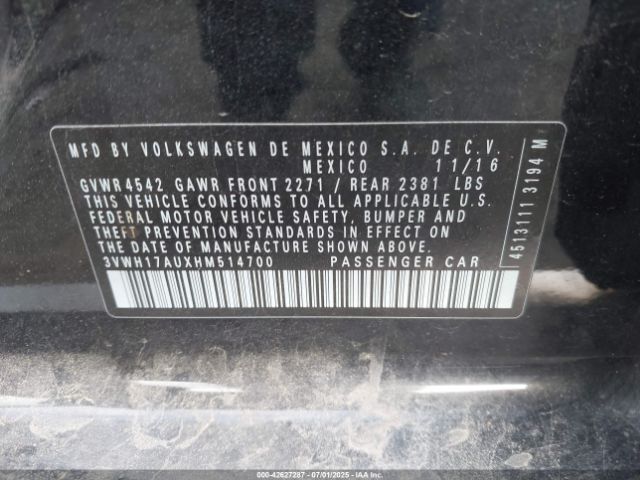 MFD BY VOLKSWAGEN DE MEXICO S.A. DE C.V.
MEXICO 11/16
GVWR 4542 GAWR FRONT 2271 / REAR 2381 LBS
THIS VEHICLE CONFORMS TO ALL APPLICABLE U.S.
FEDERAL MOTOR VEHICLE SAFETY, BUMPER AND
THEFT PREVENTION STANDARDS IN EFFECT ON
THE DATE OF MANUFACTURE SHOWN ABOVE.
3VWH17AUXHM514700 PASSENGER CAR
4513111 3194 M
000-42627287 - 07/01/2025 - IAA Inc.